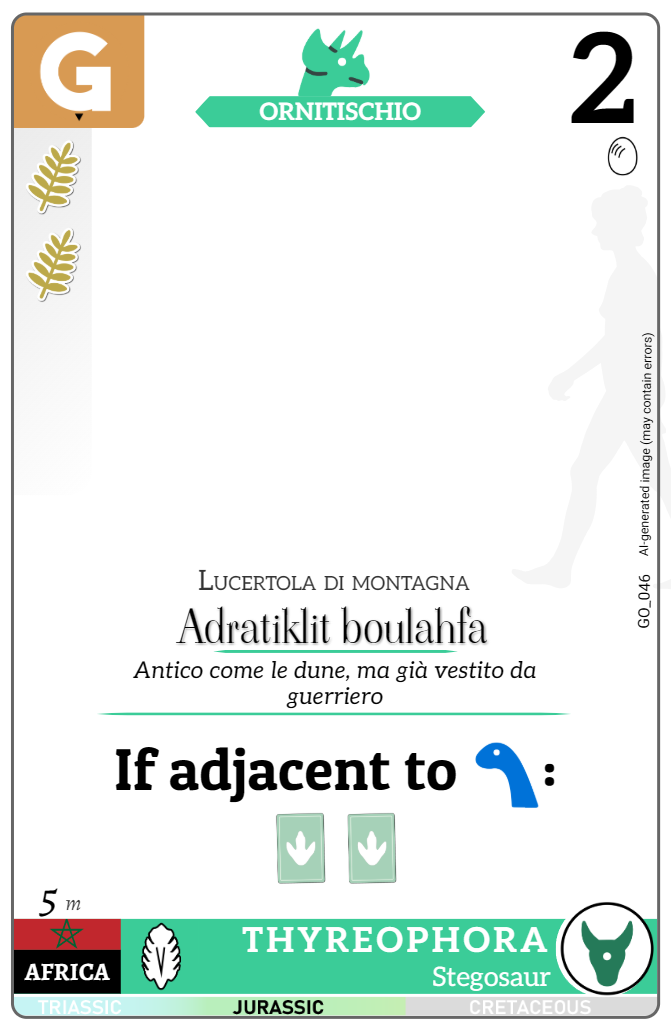 G
ORNITISCHIO
2
AI-generated image (may contain errors)
GO_046
Lucertola di montagna
Adratiklit boulahfa
Antico come le dune, ma già vestito da
guerriero
If adjacent to :
5 m
AFRICA
THYREOPHORA
Stegosaur
TRIASSIC
JURASSIC
CRETACEOUS